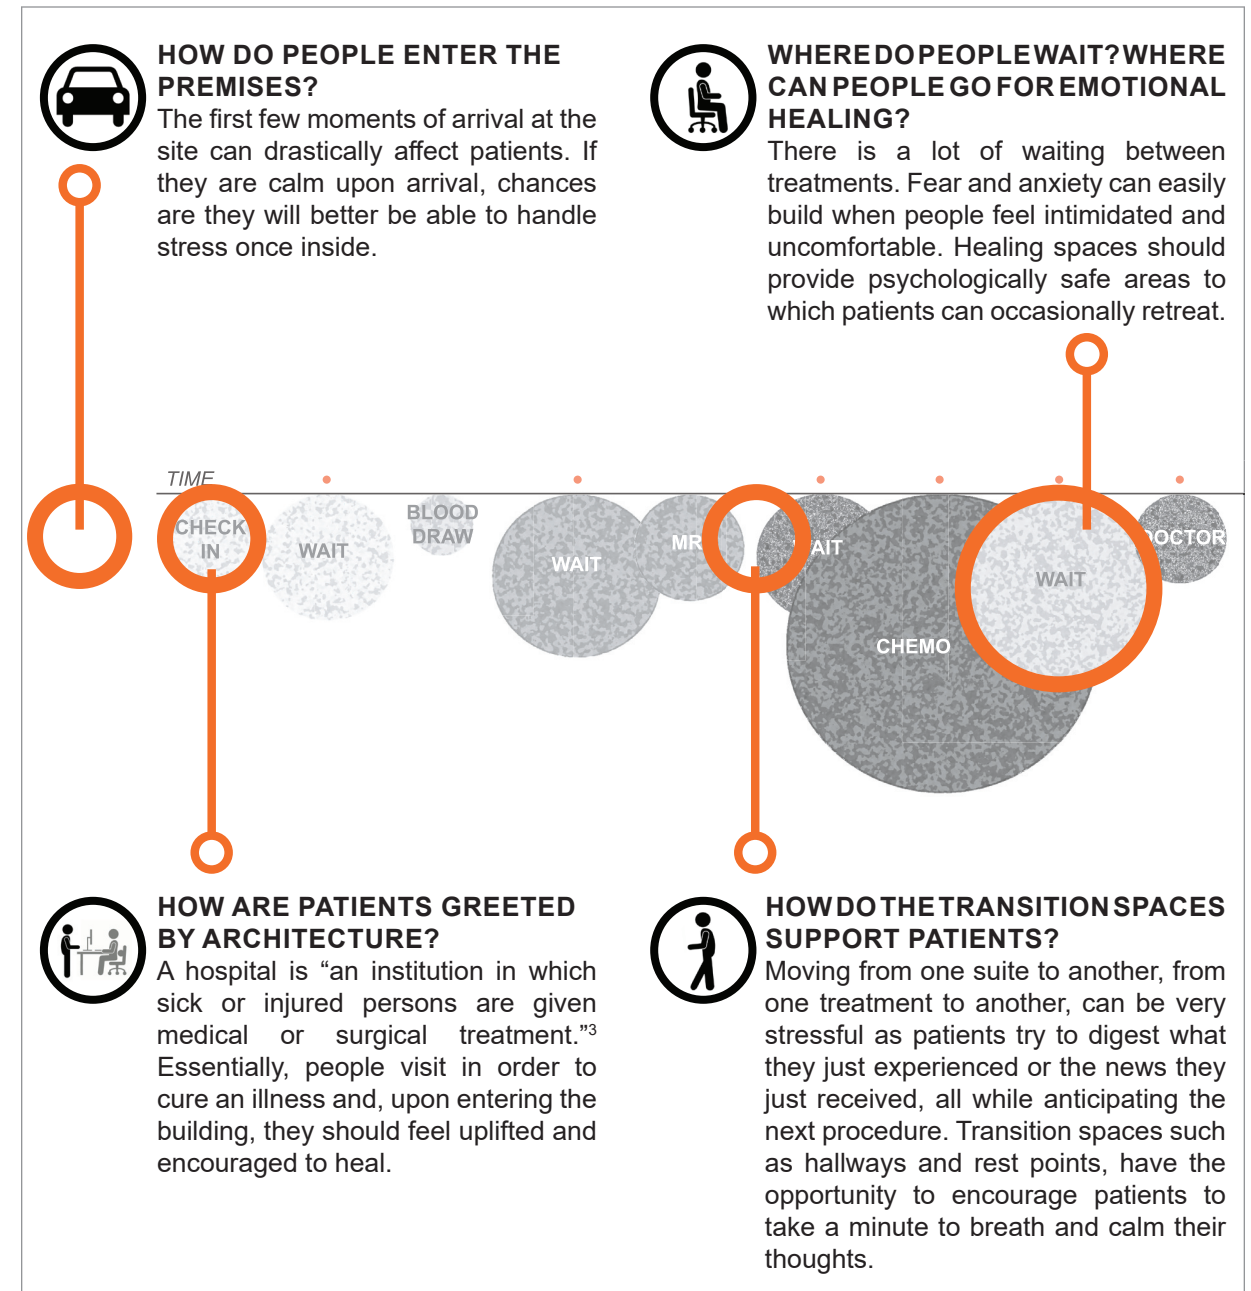 HOW DO PEOPLE ENTER THE
PREMISES?
The first few moments of arrival at the
site can drastically affect patients. If
they are calm upon arrival, chances
are they will better be able to handle
stress once inside.
WHERE DO PEOPLE WAIT? WHERE
CAN PEOPLE GO FOR EMOTIONAL
HEALING?
There is a lot of waiting between
treatments. Fear and anxiety can easily
build when people feel intimidated and
uncomfortable. Healing spaces should
provide psychologically safe areas to
which patients can occasionally retreat.
TIME
CHECK
IN
WAIT
BLOOD
DRAW
WAIT
WAIT
CHEMO
WAIT
DOCTOR
HOW ARE PATIENTS GREETED
BY ARCHITECTURE?
A hospital is “an institution in which
sick or injured persons are given
medical or surgical treatment.”³
Essentially, people visit in order to
cure an illness and, upon entering the
building, they should feel uplifted and
encouraged to heal.
HOW DO THE TRANSITION SPACES
SUPPORT PATIENTS?
Moving from one suite to another, from
one treatment to another, can be very
stressful as patients try to digest what
they just experienced or the news they
just received, all while anticipating the
next procedure. Transition spaces such
as hallways and rest points, have the
opportunity to encourage patients to
take a minute to breath and calm their
thoughts.